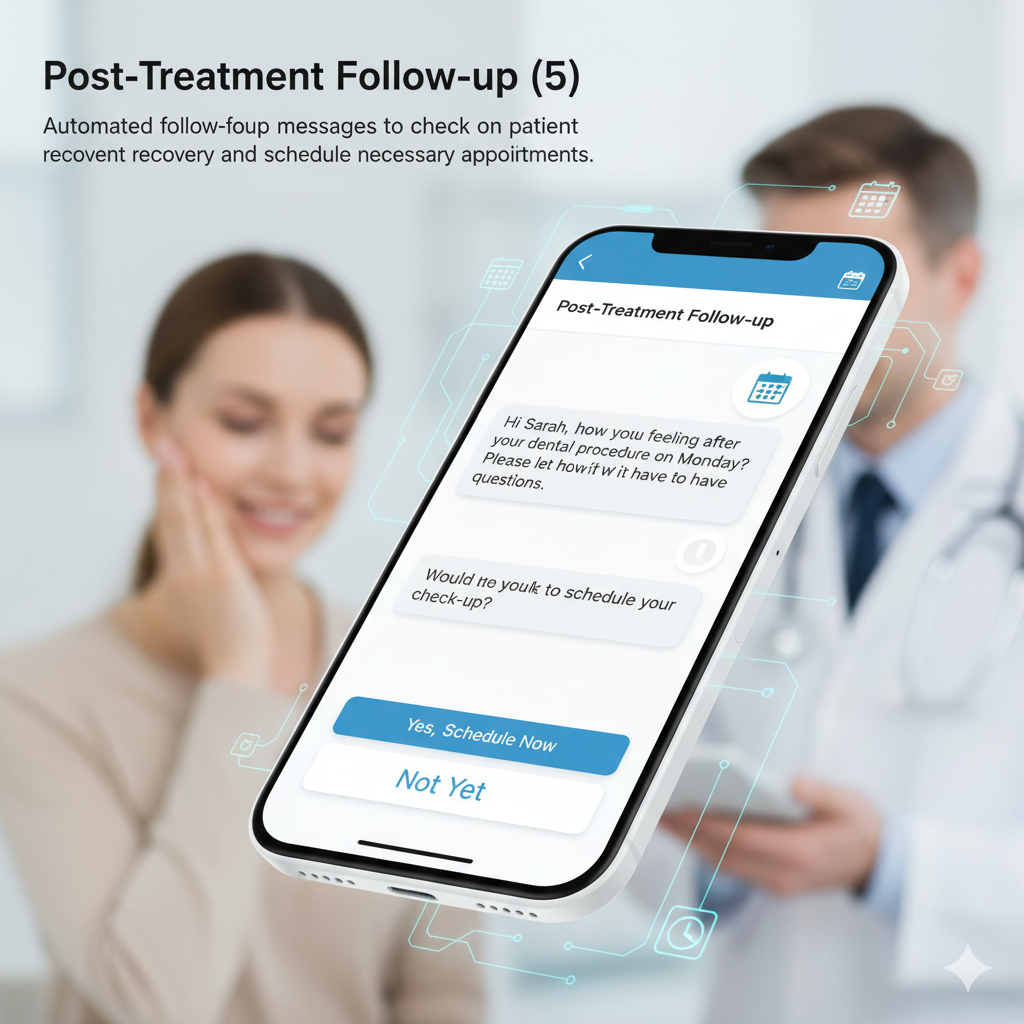 Post-Treatment Follow-up (5)
Automated follow-foup messages to check on patient
recovent recovery and schedule necessary appoirtments.
Post-Treatment Follow-up
Hi Sarah, how you feeling after
your dental procedure on Monday?
Please let howif w it have to have
questions.
Would tte youlk to schedule your
check-up?
Yes, Schedule Now
Not Yet